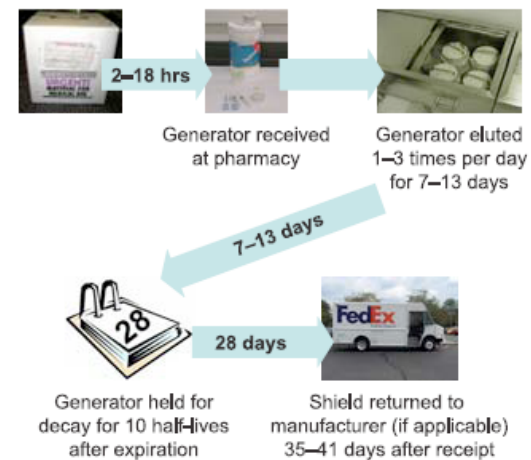 URGENT!
2–18 hrs
Generator received
at pharmacy
Generator eluted
1–3 times per day
for 7–13 days
7–13 days
28
FedEx
28 days
Generator held for
decay for 10 half-lives
after expiration
Shield returned to
manufacturer (if applicable)
35–41 days after receipt